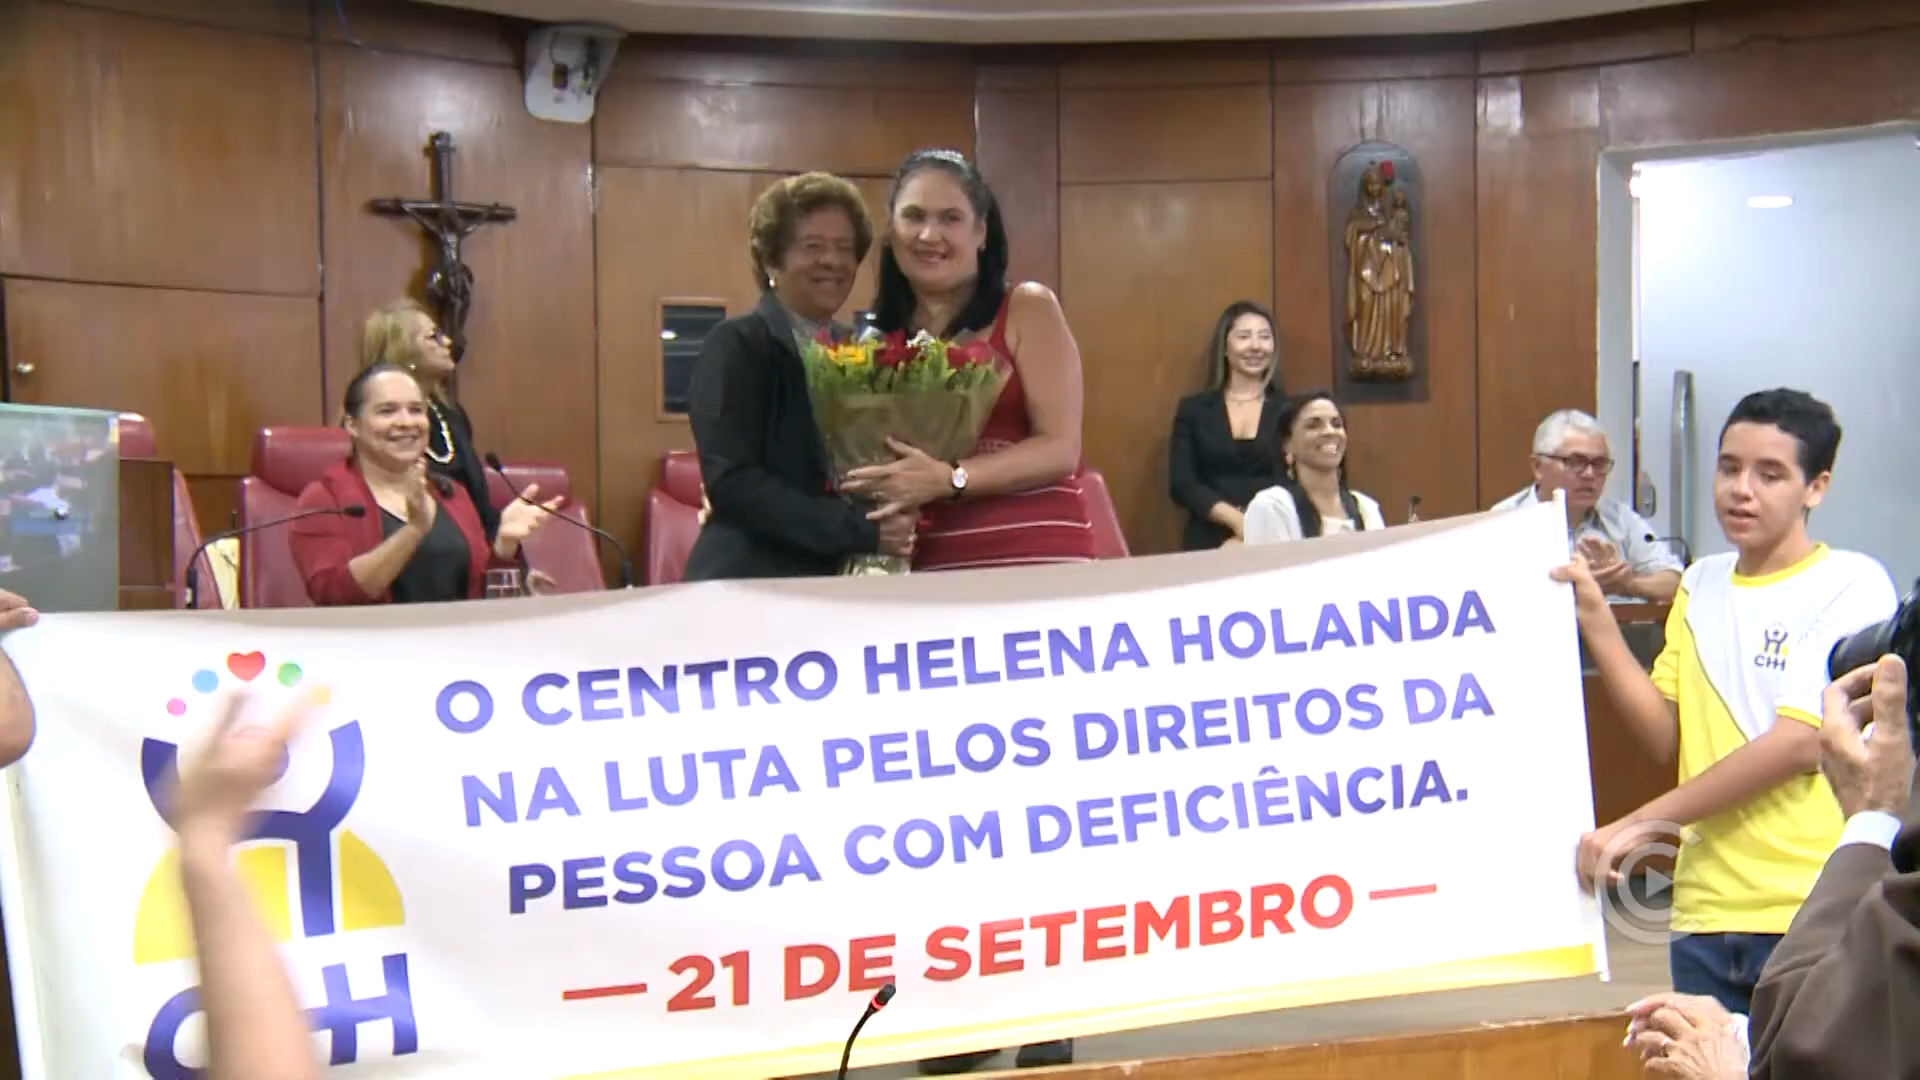 O CENTRO HELENA HOLANDA
NA LUTA PELOS DIREITOS DA
PESSOA COM DEFICIÊNCIA.
— 21 DE SETEMBRO —
CHH
CHH